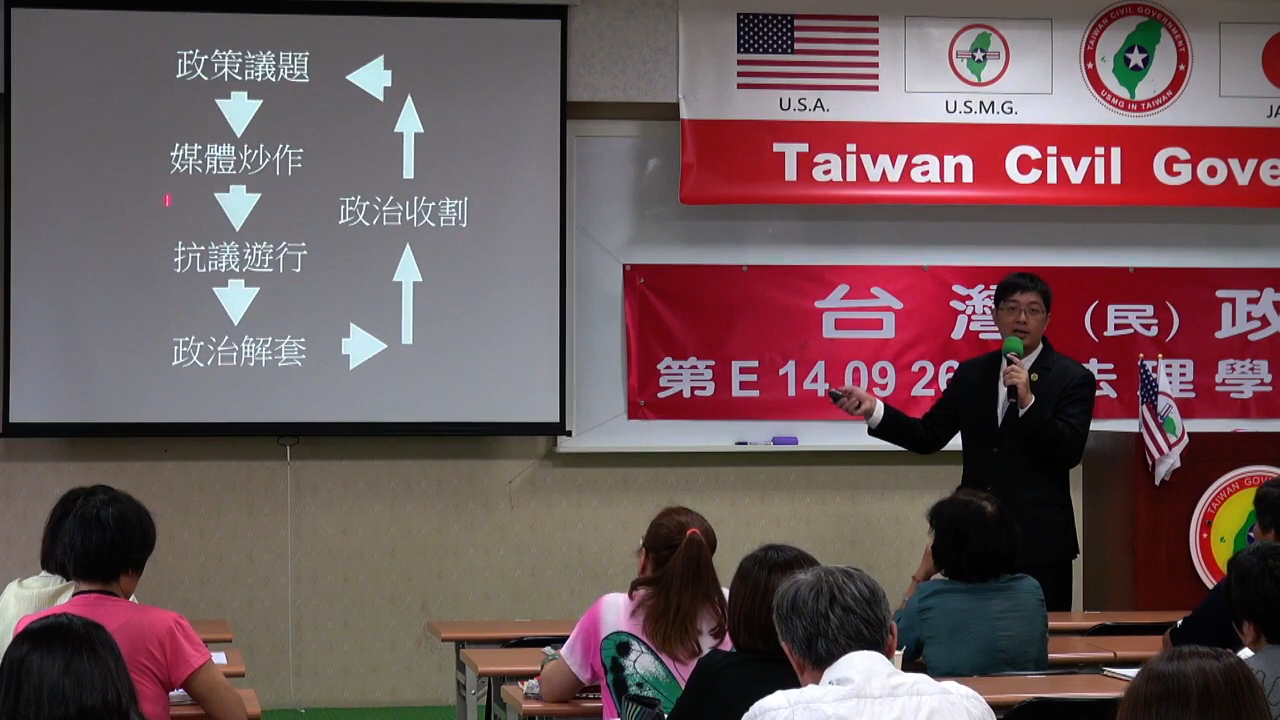 政策議題
媒體炒作
抗議遊行
政治解套
政治收割
U.S.A.
U.S.M.G.
TAIWAN CIVIL GOVERNMENT
USMG IN TAIWAN
JA
Taiwan Civil Gove
台灣(民)政
第E 14 09 26 法理學
TAIWAN GOV